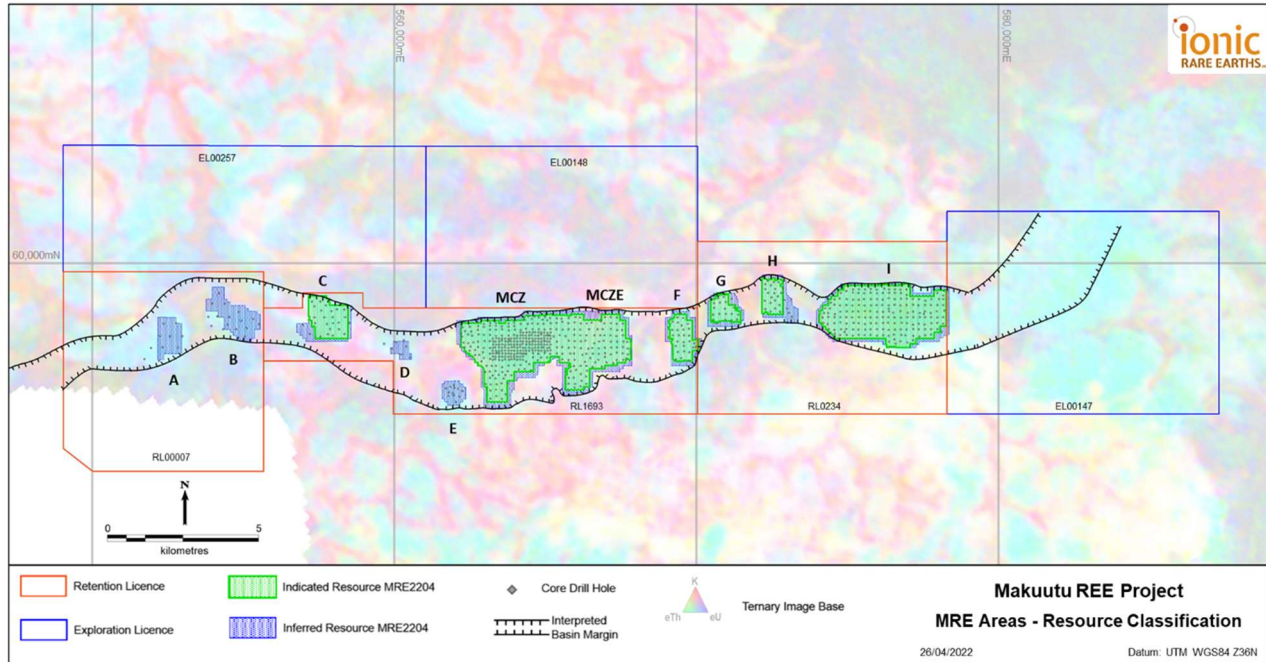 ionic
RARE EARTHS
560,000mE
580,000mE
EL00257
EL00148
60,000mN
C
MCZ
MCZE
F
G
H
I
A
B
D
E
RL1693
RL0234
EL00147
RL00007
N
0 5
kilometres
Retention Licence
Exploration Licence
Indicated Resource MRE2204
Inferred Resource MRE2204
Core Drill Hole
Interpreted
Basin Margin
K
eTh eU
Ternary Image Base
Makuutu REE Project
MRE Areas - Resource Classification
26/04/2022
Datum: UTM WGS84 Z36N